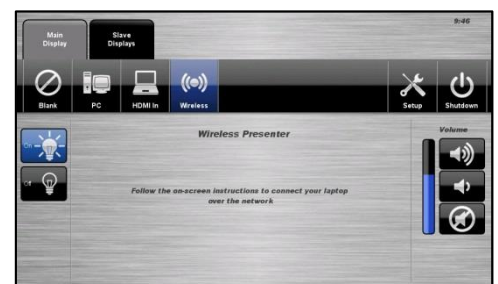 Main
Display
Slave
Displays
9:46
Blank
PC
HDMI In
Wireless
Setup
Shutdown
Wireless Presenter
Volume
On
Off
Follow the on-screen instructions to connect your laptop
over the network